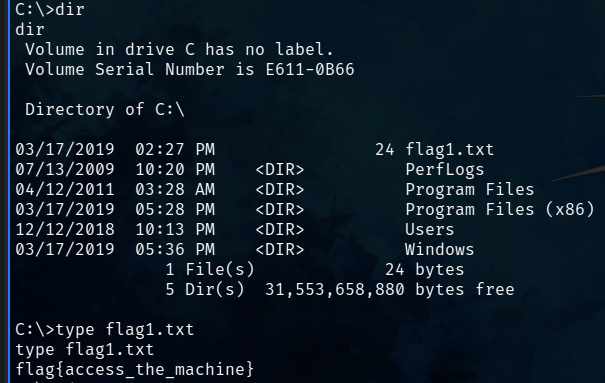 C:\>dir
dir
 Volume in drive C has no label.
 Volume Serial Number is E611-0B66

 Directory of C:\

03/17/2019  02:27 PM                24 flag1.txt
07/13/2009  10:20 PM    <DIR>          PerfLogs
04/12/2011  03:28 AM    <DIR>          Program Files
03/17/2019  05:28 PM    <DIR>          Program Files (x86)
12/12/2018  10:13 PM    <DIR>          Users
03/17/2019  05:36 PM    <DIR>          Windows
               1 File(s)             24 bytes
               5 Dir(s)  31,553,658,880 bytes free

C:\>type flag1.txt
type flag1.txt
flag{access_the_machine}